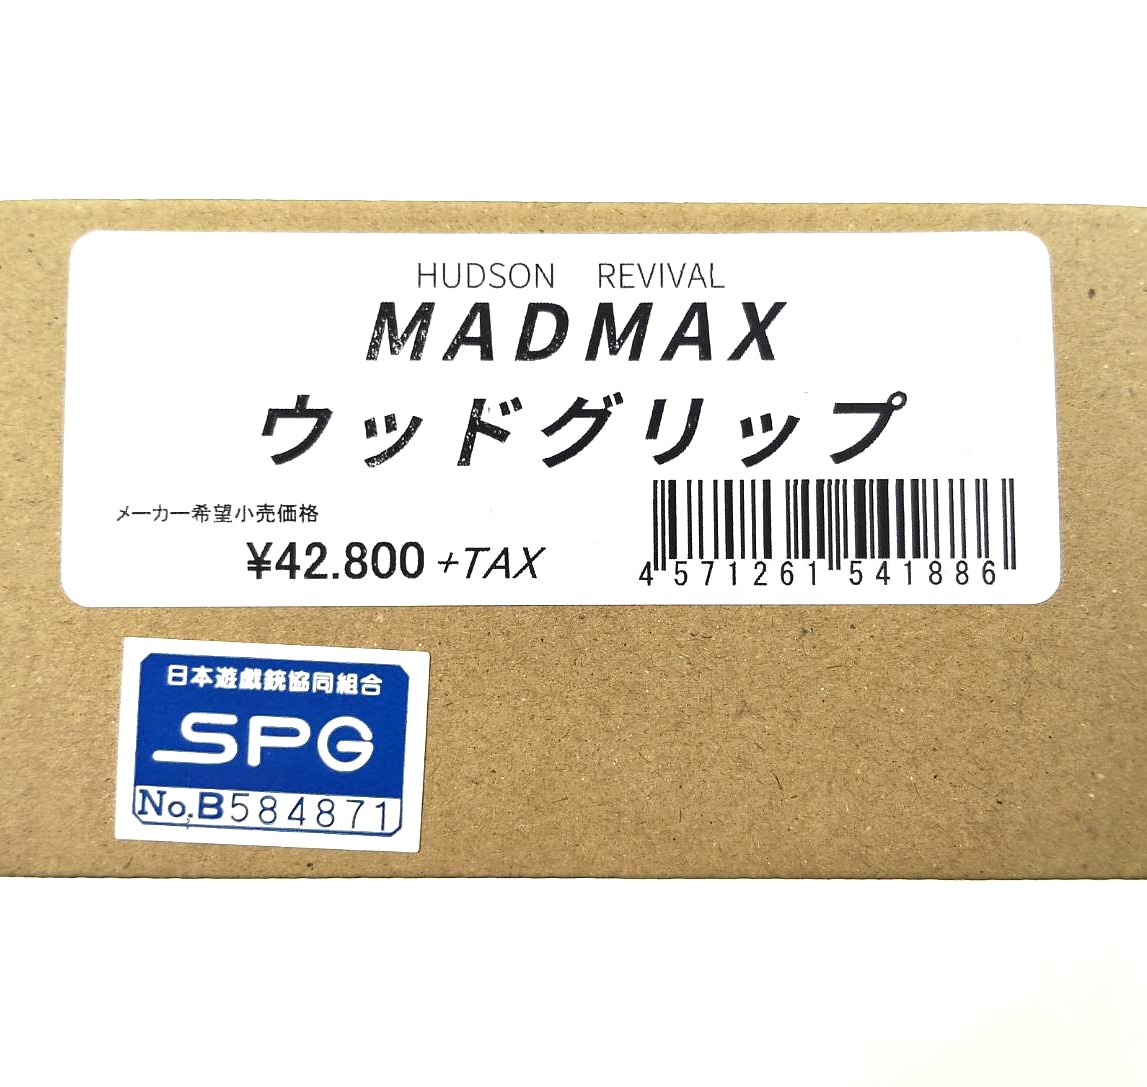 HUDSON REVIVAL
MADMAX
ウッドグリップ
メーカー希望小売価格
¥42.800 +TAX
4 571261 541886
日本遊戯銃協同組合
SPG
No.B584871